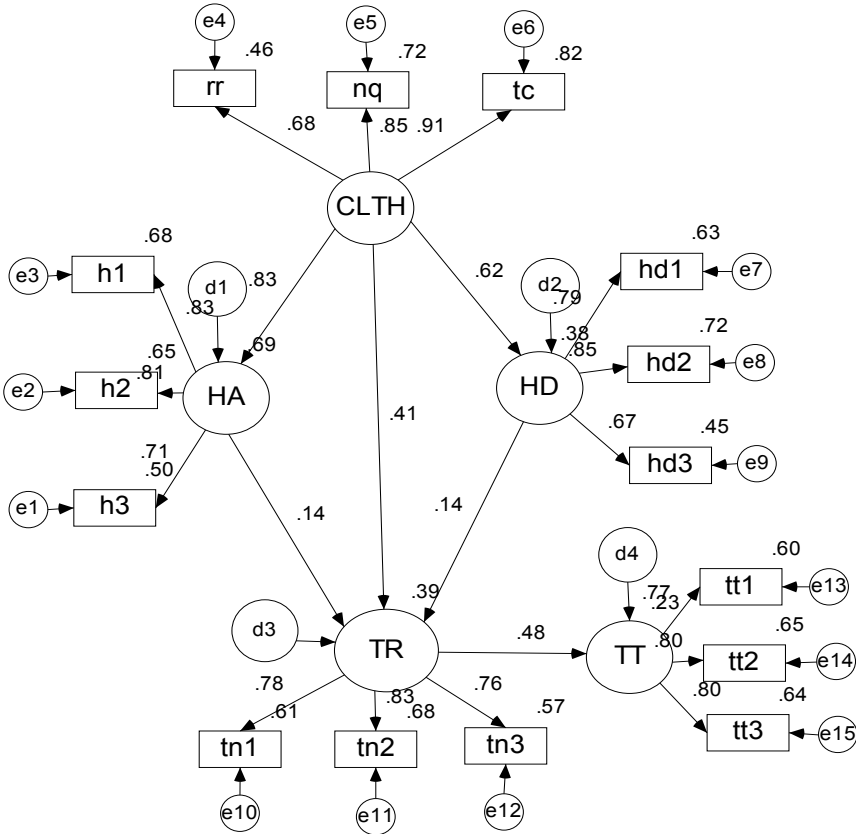 e4
e5
e6
.46
.72
.82
rr
nq
tc
.68
.85
.91
CLTH
.68
.63
e3
h1
d1
.83
.62
d2
hd1
e7
.83
.79
.69
.38
.72
.65
.85
e2
h2
.81
HA
HD
hd2
e8
.41
.67
.45
.71
.50
hd3
e9
e1
h3
.14
.14
d4
.60
.39
.77
.23
tt1
e13
d3
TR
.48
TT
.80
.65
tt2
e14
.78
.83
.76
.80
.64
.61
.68
.57
tn1
tn2
tn3
tt3
e15
e10
e11
e12